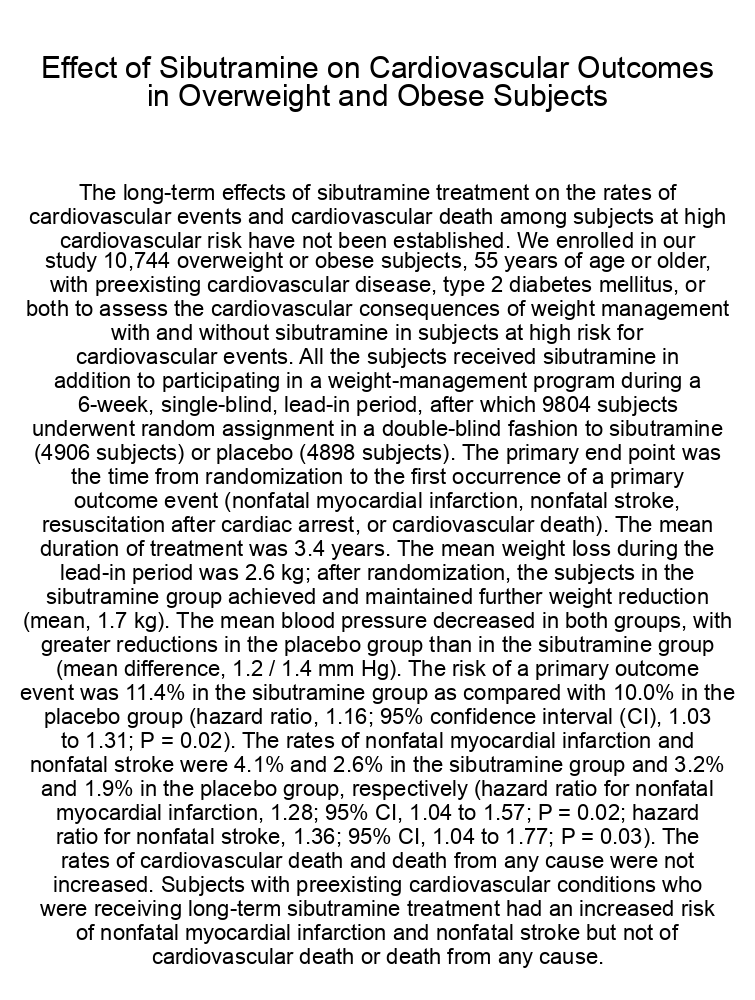 Effect of Sibutramine on Cardiovascular Outcomes
in Overweight and Obese Subjects
The long-term effects of sibutramine treatment on the rates of
cardiovascular events and cardiovascular death among subjects at high
cardiovascular risk have not been established. We enrolled in our
study 10,744 overweight or obese subjects, 55 years of age or older,
with preexisting cardiovascular disease, type 2 diabetes mellitus, or
both to assess the cardiovascular consequences of weight management
with and without sibutramine in subjects at high risk for
cardiovascular events. All the subjects received sibutramine in
addition to participating in a weight-management program during a
6-week, single-blind, lead-in period, after which 9804 subjects
underwent random assignment in a double-blind fashion to sibutramine
(4906 subjects) or placebo (4898 subjects). The primary end point was
the time from randomization to the first occurrence of a primary
outcome event (nonfatal myocardial infarction, nonfatal stroke,
resuscitation after cardiac arrest, or cardiovascular death). The mean
duration of treatment was 3.4 years. The mean weight loss during the
lead-in period was 2.6 kg; after randomization, the subjects in the
sibutramine group achieved and maintained further weight reduction
(mean, 1.7 kg). The mean blood pressure decreased in both groups, with
greater reductions in the placebo group than in the sibutramine group
(mean difference, 1.2 / 1.4 mm Hg). The risk of a primary outcome
event was 11.4% in the sibutramine group as compared with 10.0% in the
placebo group (hazard ratio, 1.16; 95% confidence interval (CI), 1.03
to 1.31; P = 0.02). The rates of nonfatal myocardial infarction and
nonfatal stroke were 4.1% and 2.6% in the sibutramine group and 3.2%
and 1.9% in the placebo group, respectively (hazard ratio for nonfatal
myocardial infarction, 1.28; 95% CI, 1.04 to 1.57; P = 0.02; hazard
ratio for nonfatal stroke, 1.36; 95% CI, 1.04 to 1.77; P = 0.03). The
rates of cardiovascular death and death from any cause were not
increased. Subjects with preexisting cardiovascular conditions who
were receiving long-term sibutramine treatment had an increased risk
of nonfatal myocardial infarction and nonfatal stroke but not of
cardiovascular death or death from any cause.